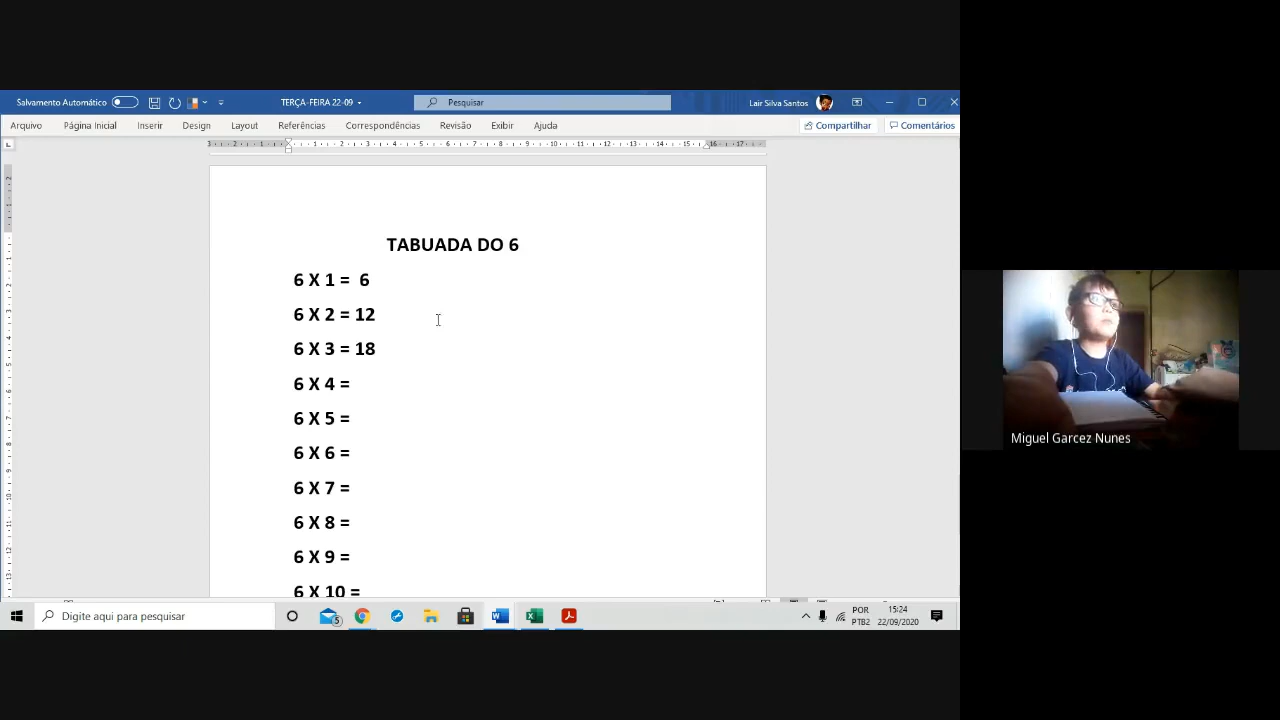 Salvamento Automático
TERÇA-FEIRA 22-09
Pesquisar
Lair Silva Santos
Arquivo Página Inicial Inserir Design Layout Referências Correspondências Revisão Exibir Ajuda Compartilhar Comentários
TABUADA DO 6
6 X 1 = 6
6 X 2 = 12
6 X 3 = 18
6 X 4 =
6 X 5 =
6 X 6 =
6 X 7 =
6 X 8 =
6 X 9 =
6 X 10 =
Miguel Garcez Nunes
Digite aqui para pesquisar
5
POR
PTB2
15:24
22/09/2020